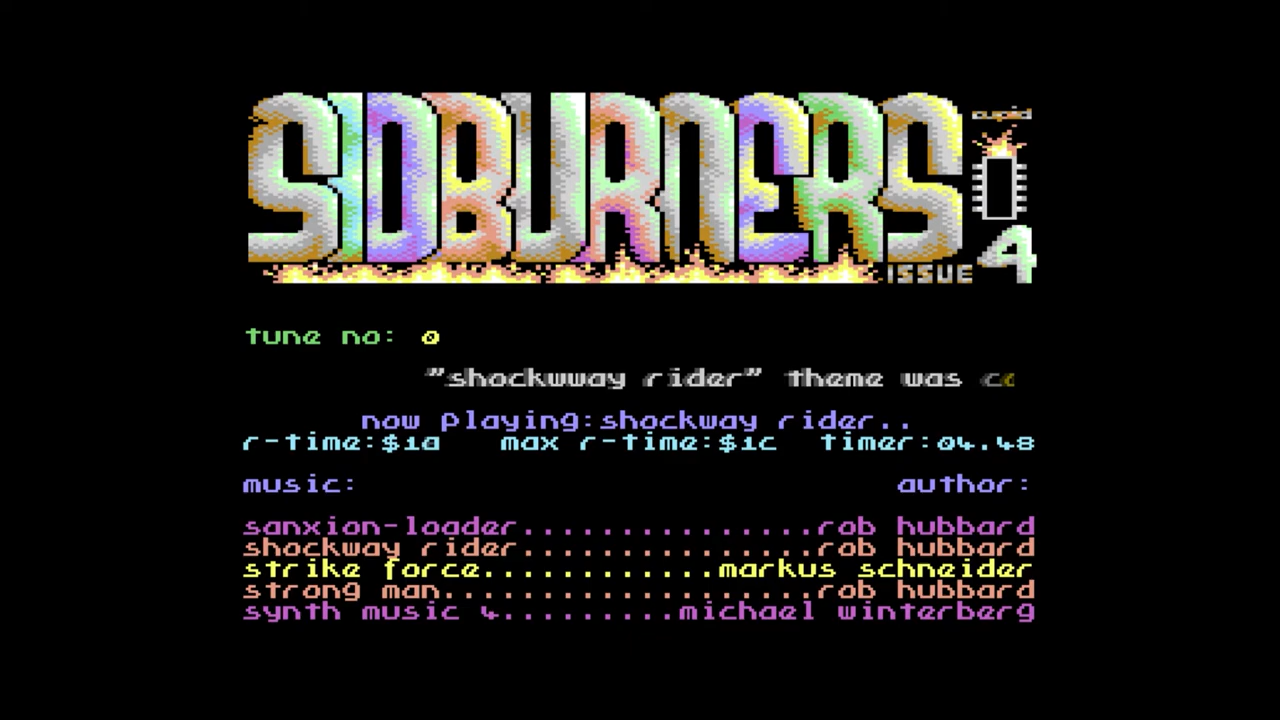 SIDBURNERS
cupid
ISSUE 4
tune no: 0
"shockwway rider" theme was
now playing:shockway rider..
r-time:$1a max r-time:$1c timer:04.48
music: author:
sanxion-loader...............rob hubbard
shockway rider...............rob hubbard
strike force............markus schneider
strong man...................rob hubbard
synth music 4.........michael winterberg